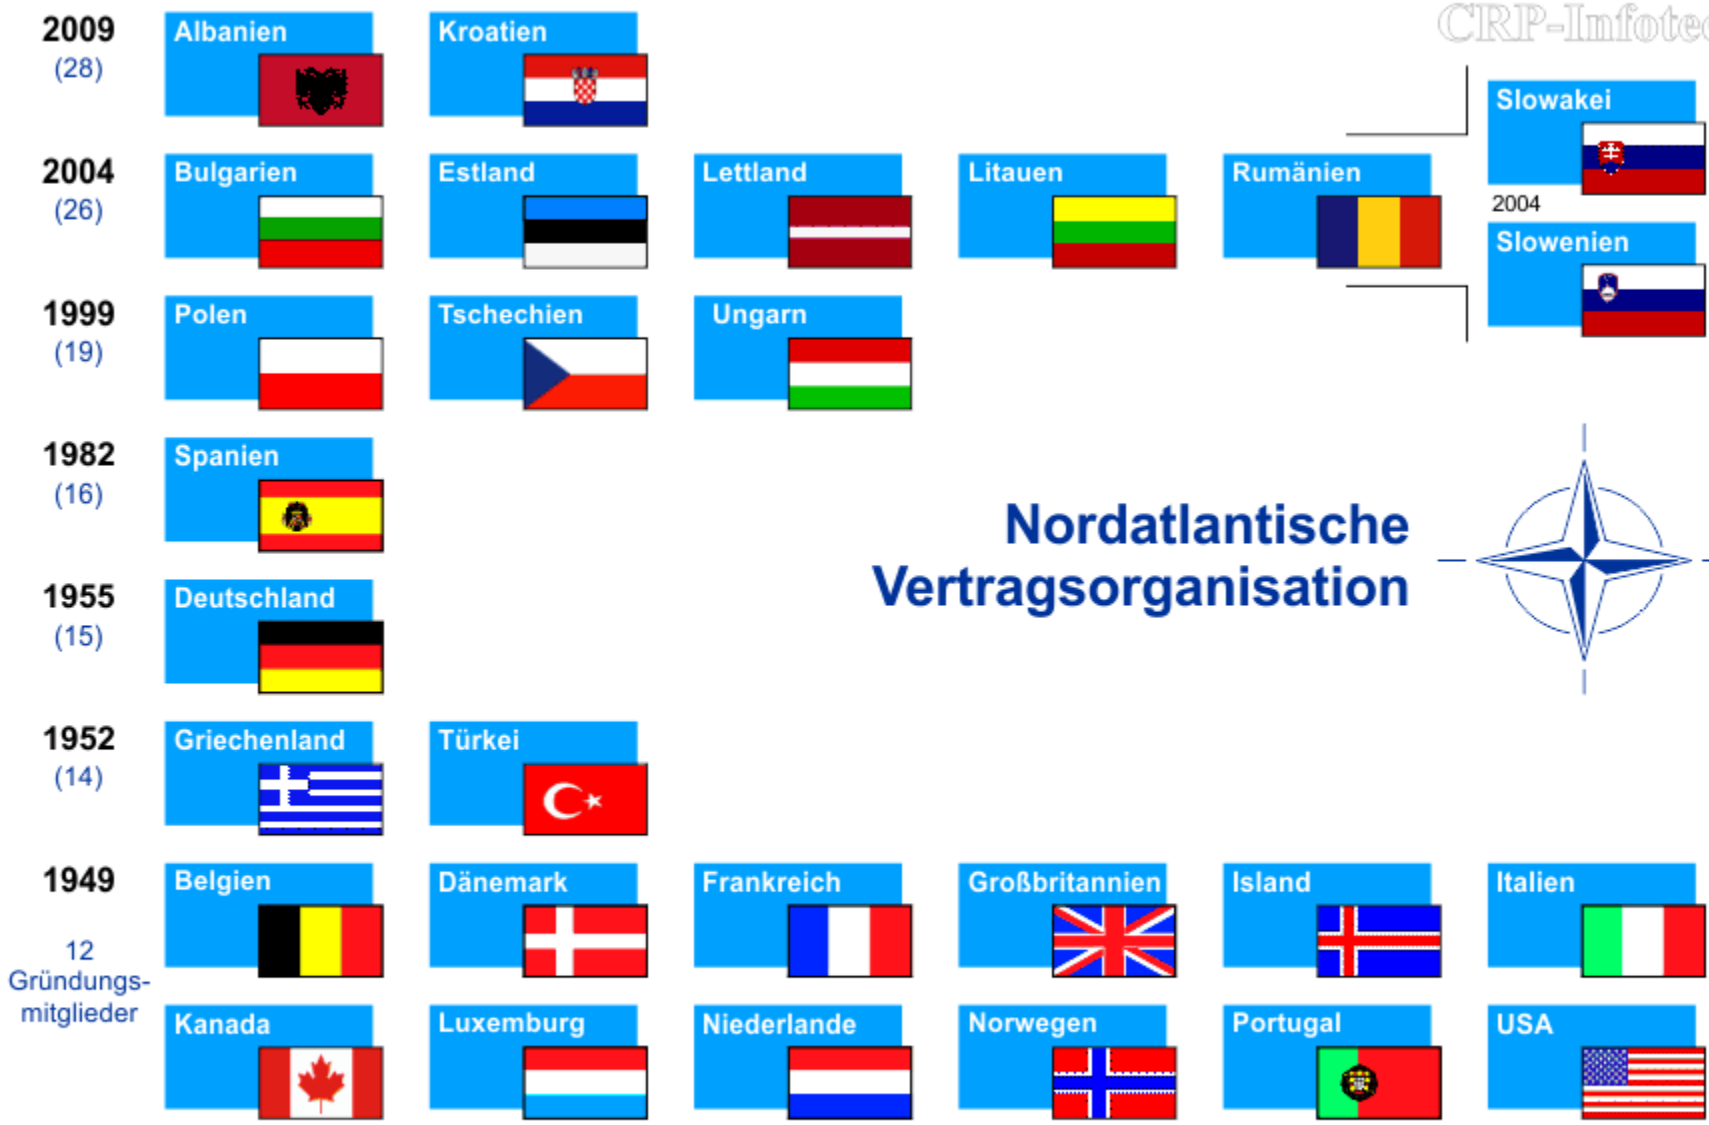 CRP-Infotec
2009
(28)
Albanien
Kroatien
Slowakei
2004
(26)
Bulgarien
Estland
Lettland
Litauen
Rumänien
2004
Slowenien
1999
(19)
Polen
Tschechien
Ungarn
1982
(16)
Spanien
Nordatlantische
Vertragsorganisation
1955
(15)
Deutschland
1952
(14)
Griechenland
Türkei
1949
12
Gründungs-
mitglieder
Belgien
Dänemark
Frankreich
Großbritannien
Island
Italien
Kanada
Luxemburg
Niederlande
Norwegen
Portugal
USA